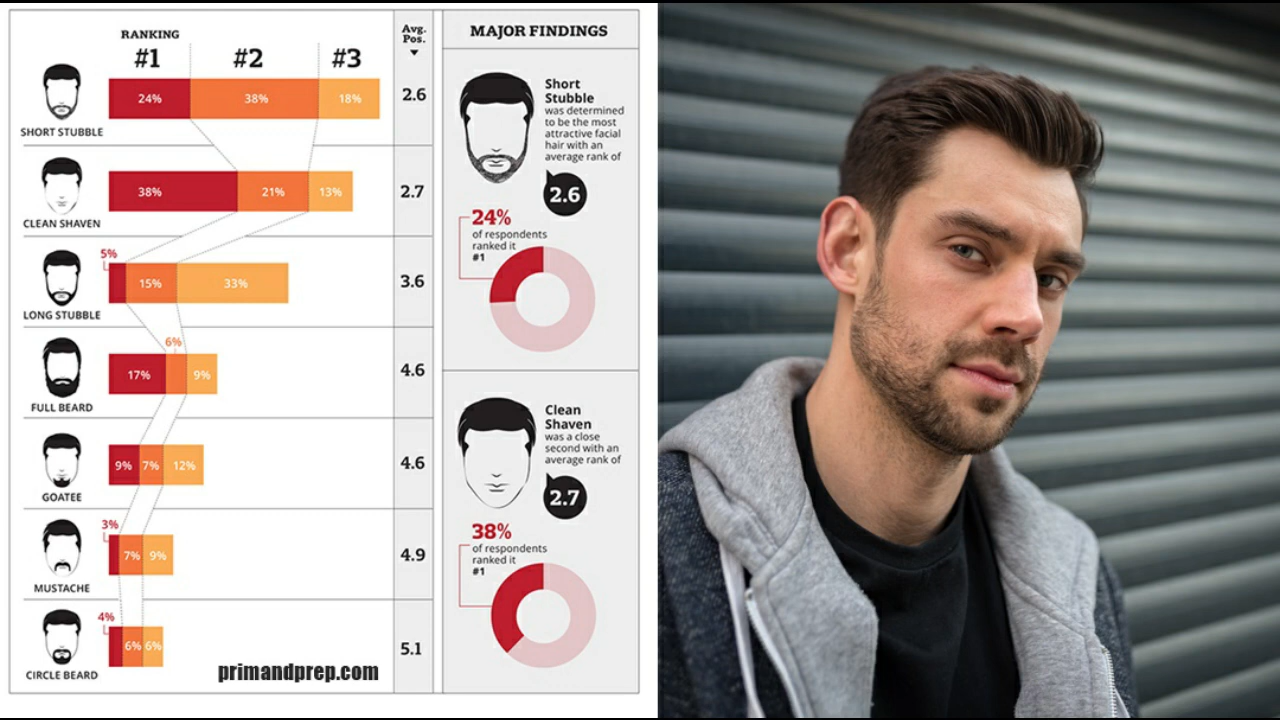 RANKING
#1 #2 #3
Avg.
Pos.
24% 38% 18%
2.6
SHORT STUBBLE
38% 21% 13%
2.7
CLEAN SHAVEN
5%
15% 33%
3.6
LONG STUBBLE
6%
17% 9%
4.6
FULL BEARD
9% 7% 12%
4.6
GOATEE
3%
7% 9%
4.9
MUSTACHE
4%
6% 6%
5.1
CIRCLE BEARD
primandprep.com
MAJOR FINDINGS
Short
Stubble
was determined
to be the most
attractive facial
hair with an
average rank of
2.6
24%
of respondents
ranked it
#1
Clean
Shaven
was a close
second with an
average rank of
2.7
38%
of respondents
ranked it
#1